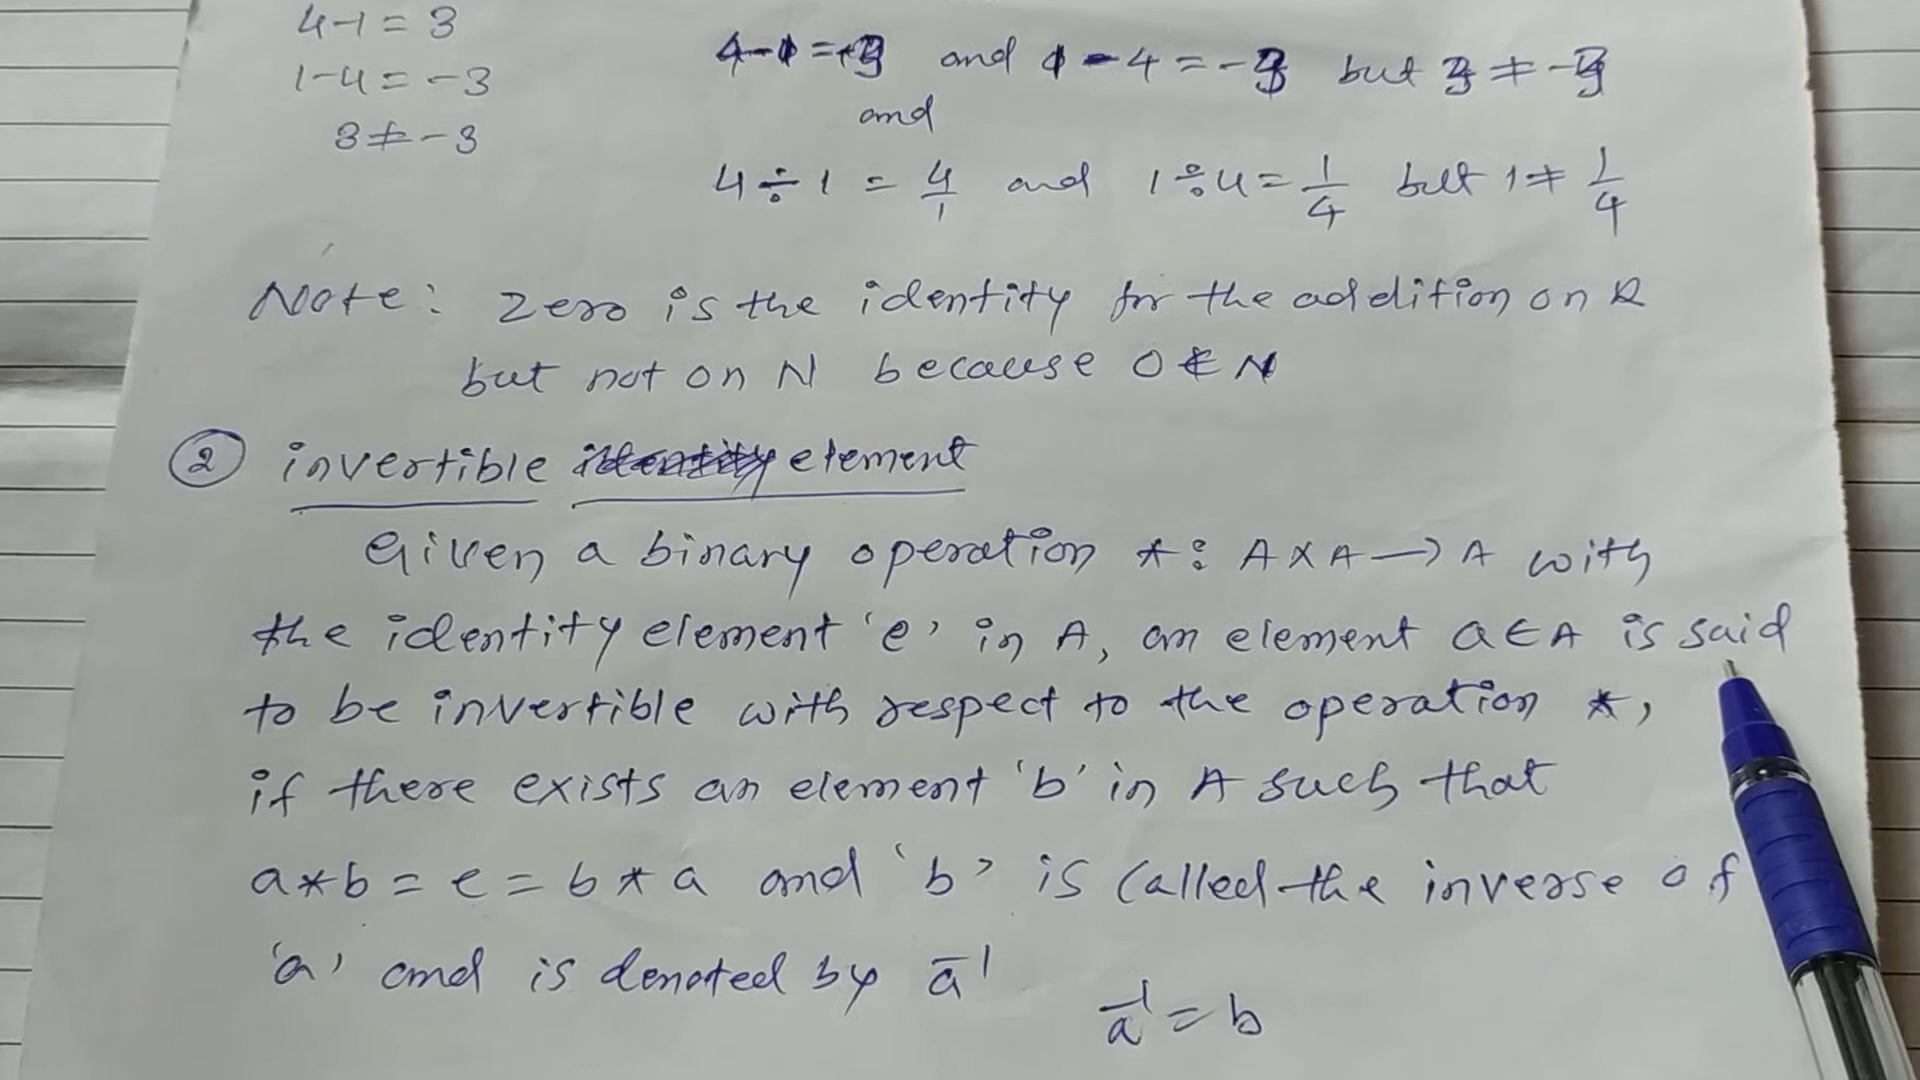 4-1 = 3
1-4 = -3
3 ≠ -3
4-1 = +3 and 1-4 = -3 but 3 ≠ -3
and
4÷1 = 4/1 and 1÷4 = 1/4 but 1 ≠ 1/4
Note: Zero is the identity for the addition on R
but not on N because 0 ∉ N
② invertible element
Given a binary operation *: A×A→A with
the identity element 'e' in A, an element a∈A is said
to be invertible with respect to the operation *,
if there exists an element 'b' in A such that
a*b = e = b*a and 'b' is called the inverse of
'a' and is denoted by a⁻¹
a⁻¹ = b